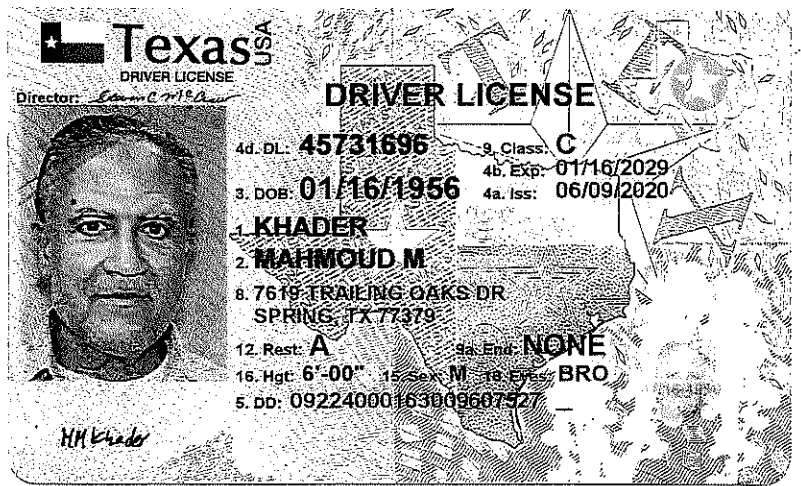 Texas USA
DRIVER LICENSE
Director:
DRIVER LICENSE
4d. DL: 45731696 9. Class: C
4b. Exp: 01/16/2029
3. DOB: 01/16/1956 4a. Iss: 06/09/2020
1. KHADER
2. MAHMOUD M
8. 7619 TRAILING OAKS DR
SPRING, TX 77379
12. Rest: A 9a. End: NONE
16. Hgt: 6'-00" 15. Sex: M 18. Eyes: BRO
5. DD: 09224000163009607527
MM Khader